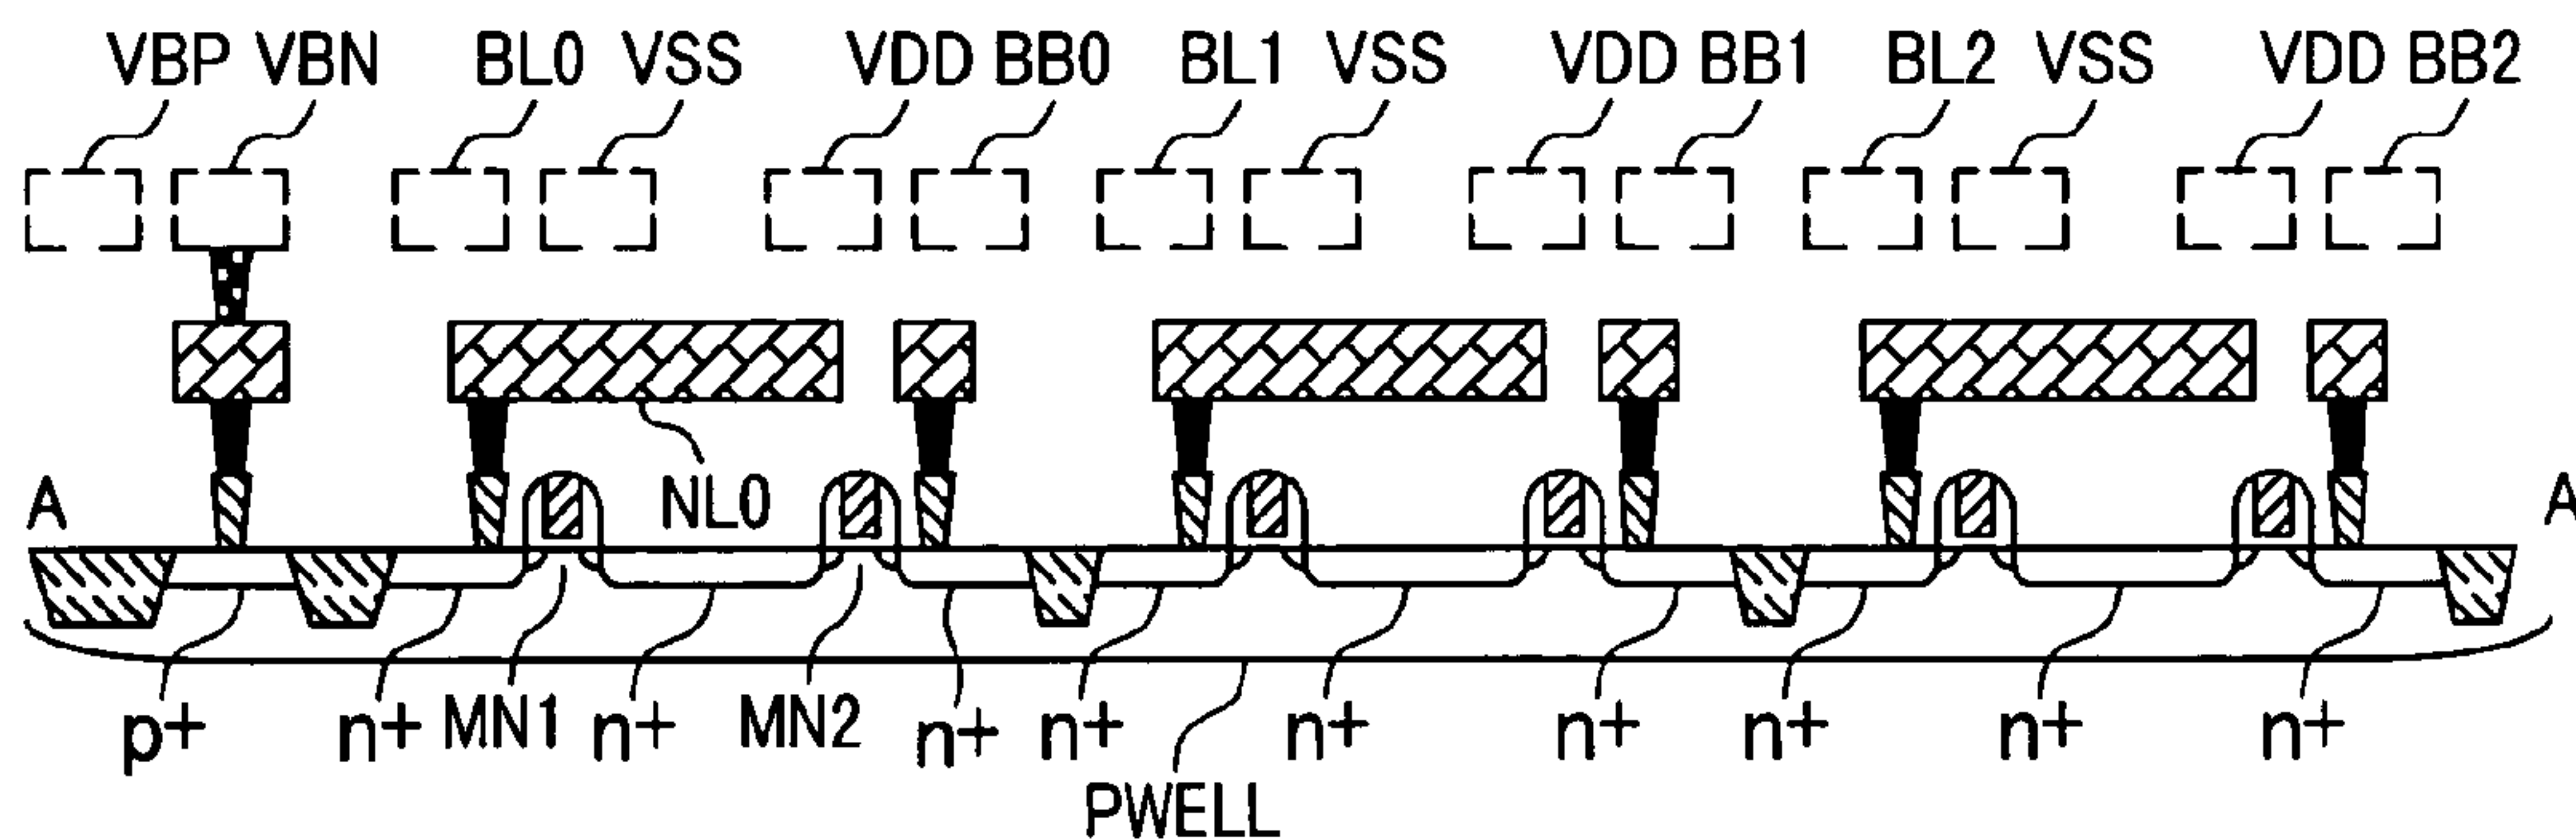 VBP VBN BL0 VSS VDD BB0 BL1 VSS VDD BB1 BL2 VSS VDD BB2
A NL0 A
p+ n+ MN1 n+ MN2 n+ n+ n+ n+ n+ n+ n+
PWELL